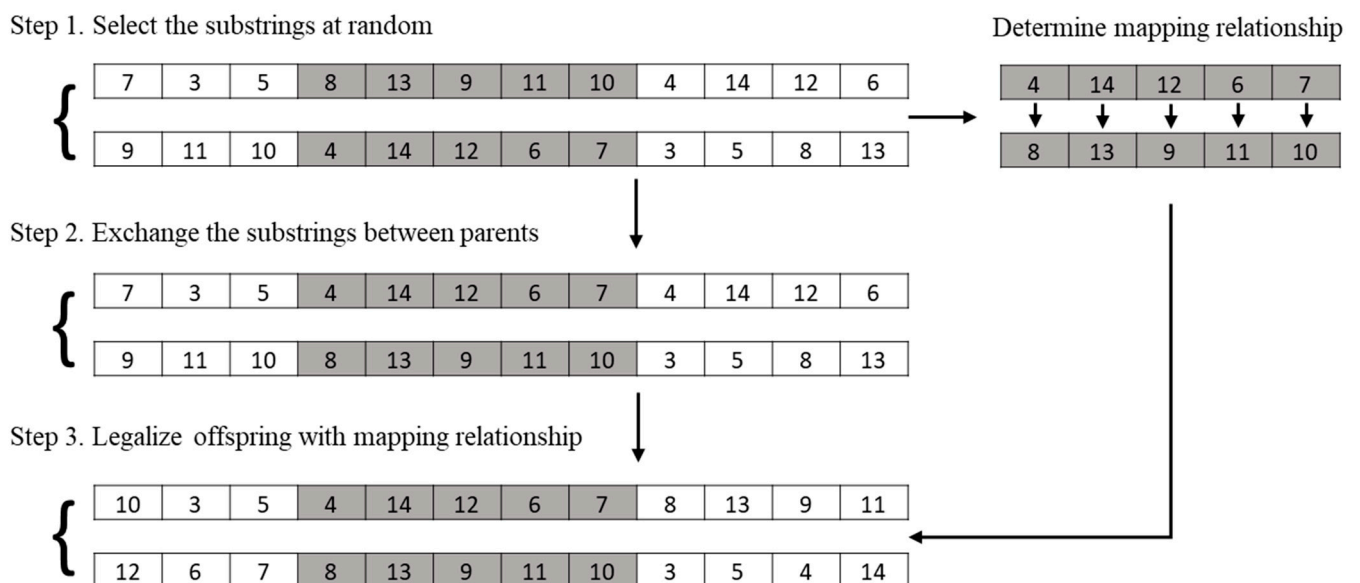 Step 1. Select the substrings at random
Determine mapping relationship
7 3 5 8 13 9 11 10 4 14 12 6
9 11 10 4 14 12 6 7 3 5 8 13
4 14 12 6 7
8 13 9 11 10
Step 2. Exchange the substrings between parents
7 3 5 4 14 12 6 7 4 14 12 6
9 11 10 8 13 9 11 10 3 5 8 13
Step 3. Legalize offspring with mapping relationship
10 3 5 4 14 12 6 7 8 13 9 11
12 6 7 8 13 9 11 10 3 5 4 14